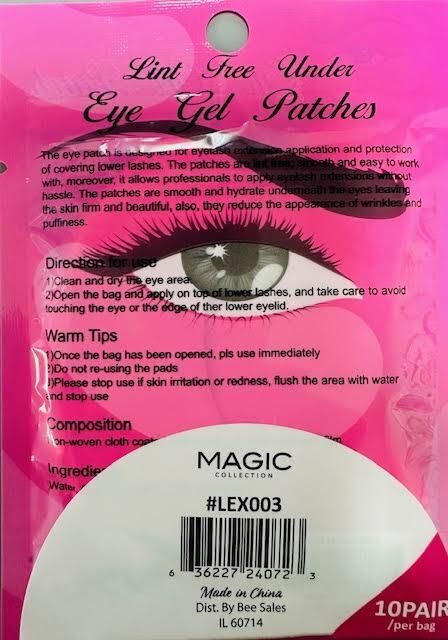 Lint Free Under
Eye Gel Patches
The eye patch is designed for eyelash extension application and protection
of covering lower lashes. The patches are lint free, smooth and easy to work
with, moreover, it allows professionals to apply eyelash extensions without
hassle. The patches are smooth and hydrate underneath the eyes leaving
the skin firm and beautiful, also, they reduce the appearance of wrinkles and
puffiness.
Direction for use
1)Clean and dry the eye area.
2)Open the bag and apply on top of lower lashes, and take care to avoid
touching the eye or the edge of ther lower eyelid.
Warm Tips
1)Once the bag has been opened, pls use immediately
2)Do not re-using the pads
3)Please stop use if skin irritation or redness, flush the area with water
and stop use
Composition
Non-woven cloth
MAGIC
COLLECTION
#LEX003
6 36227 24072 3
Made in China
Dist. By Bee Sales
IL 60714
10PAIR
/per bag